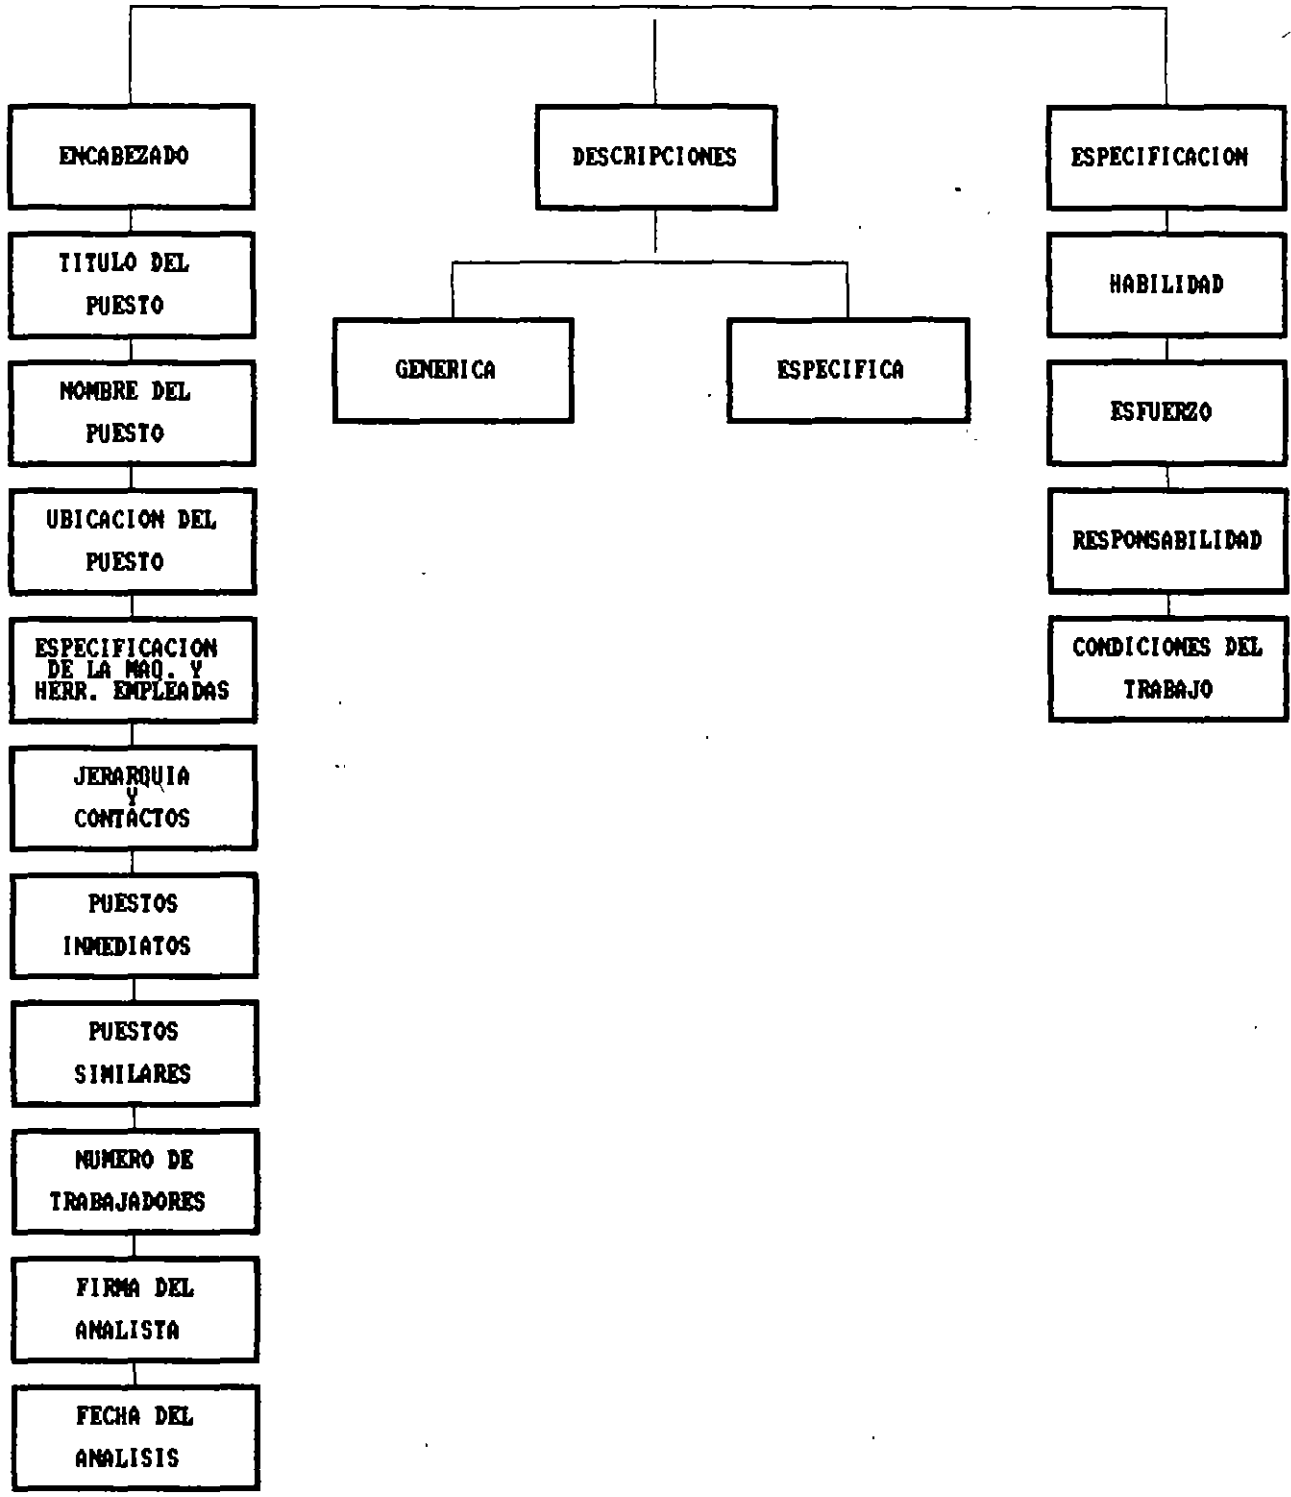 ENCABEZADO
TITULO DEL
PUESTO
NOMBRE DEL
PUESTO
UBICACION DEL
PUESTO
ESPECIFICACION
DE LA MAQ. Y
HERR. EMPLEADAS
JERARQUIA
Y
CONTACTOS
PUESTOS
INMEDIATOS
PUESTOS
SIMILARES
NUMERO DE
TRABAJADORES
FIRMA DEL
ANALISTA
FECHA DEL
ANALISIS
DESCRIPCIONES
GENERICA
ESPECIFICA
ESPECIFICACION
HABILIDAD
ESFUERZO
RESPONSABILIDAD
CONDICIONES DEL
TRABAJO